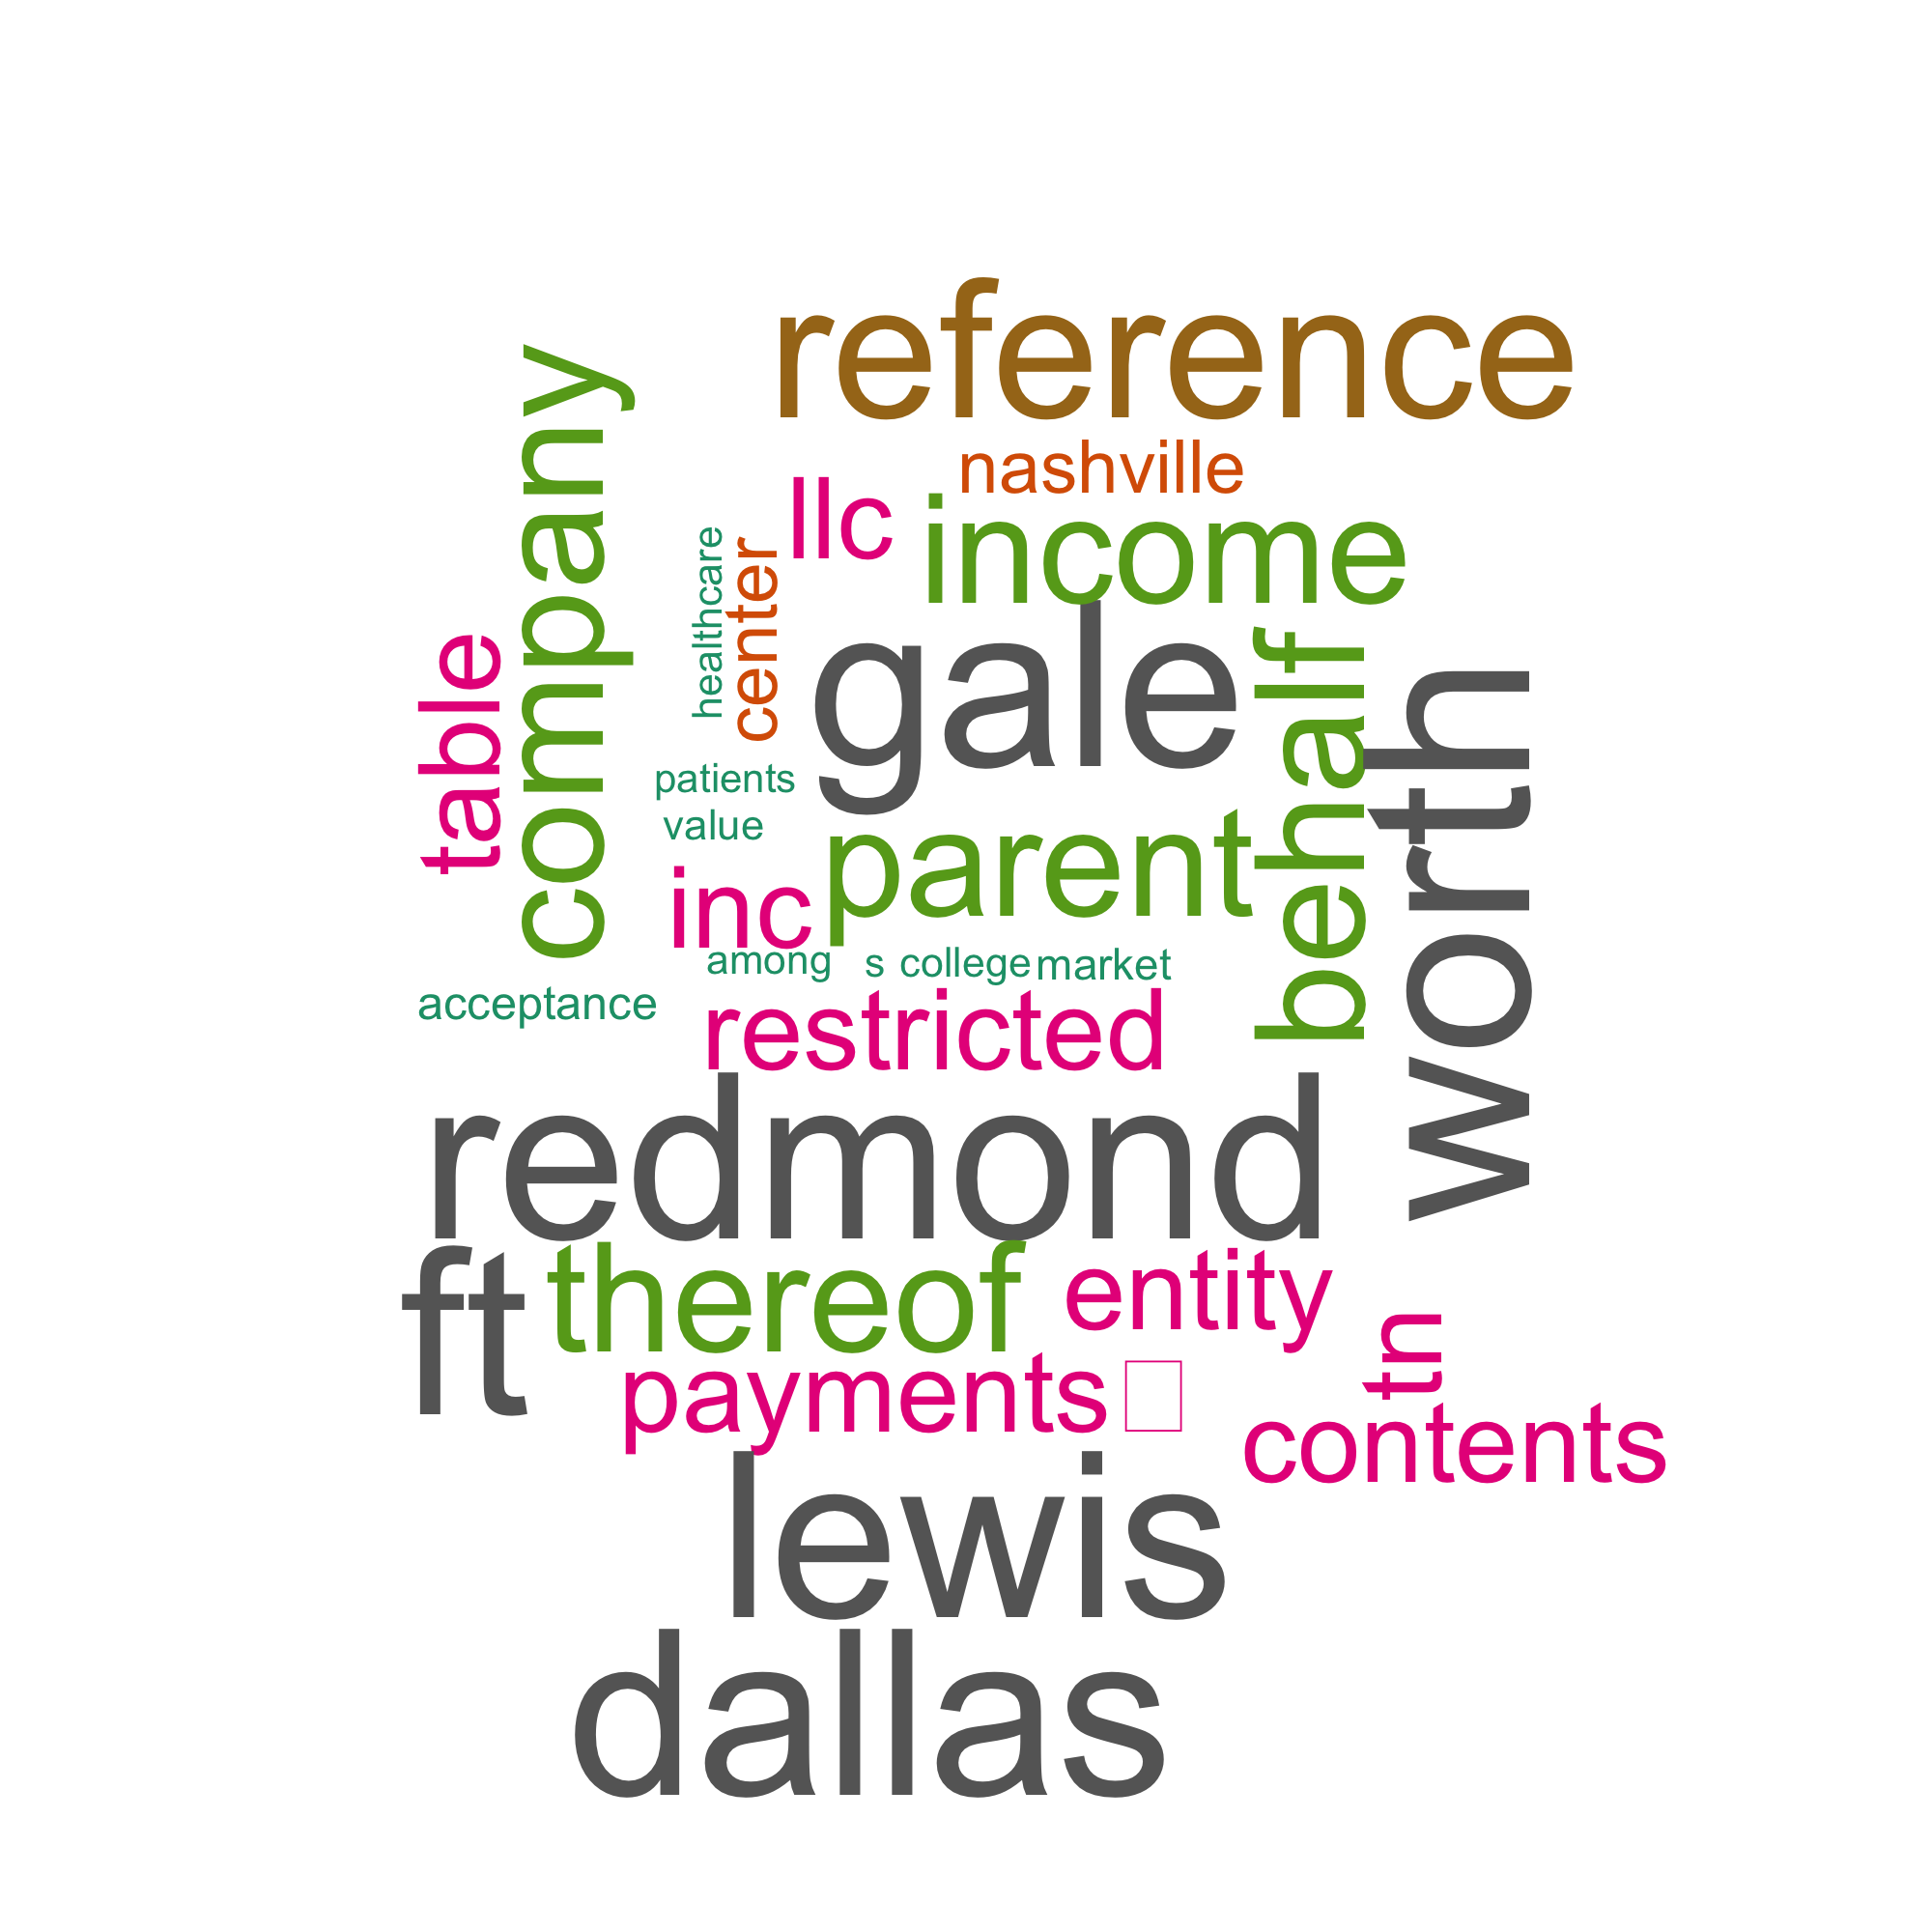 reference
nashville
llc
income
company
healthcare
center
gale
table
behalf
worth
patients
value
parent
inc
among
s
college
market
acceptance
restricted
redmond
ft
thereof
entity
tn
payments
contents
lewis
dallas